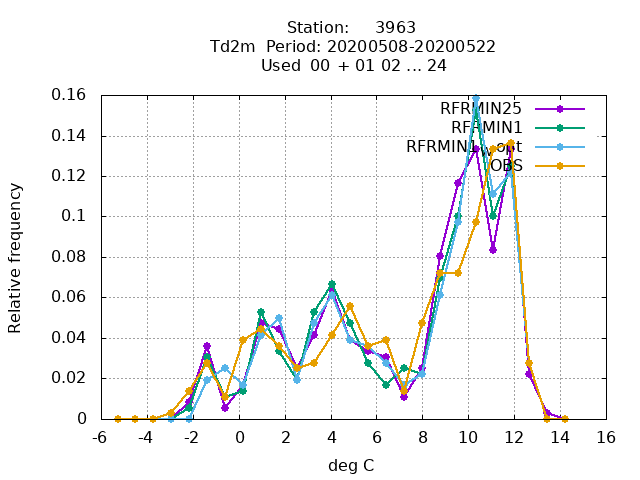 Station: 3963
Td2m Period: 20200508-20200522
Used 00 + 01 02 ... 24
0.16
0.14
0.12
0.1
0.08
0.06
0.04
0.02
0
Relative frequency
RFRMIN25
RFRMIN1
RFRMIN1_opt
OBS
-6 -4 -2 0 2 4 6 8 10 12 14 16
deg C